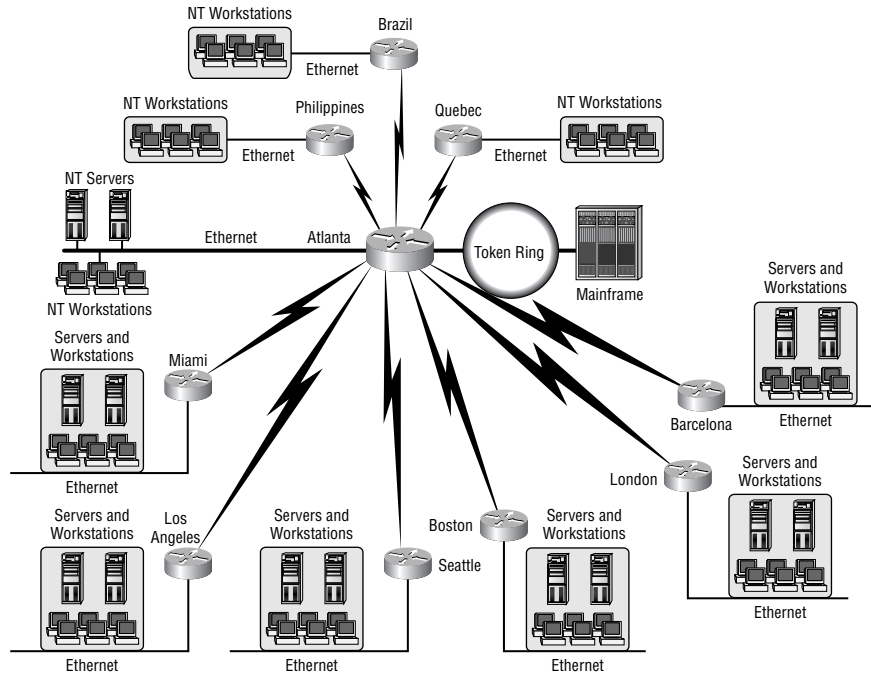 NT Workstations
Brazil
Ethernet
NT Workstations
Philippines
Quebec
NT Workstations
Ethernet
Ethernet
NT Servers
Ethernet
Atlanta
Token Ring
Mainframe
NT Workstations
Servers and
Workstations
Miami
Ethernet
Servers and
Workstations
Barcelona
Ethernet
Servers and
Workstations
London
Ethernet
Servers and
Workstations
Los
Angeles
Ethernet
Servers and
Workstations
Seattle
Ethernet
Boston
Servers and
Workstations
Ethernet